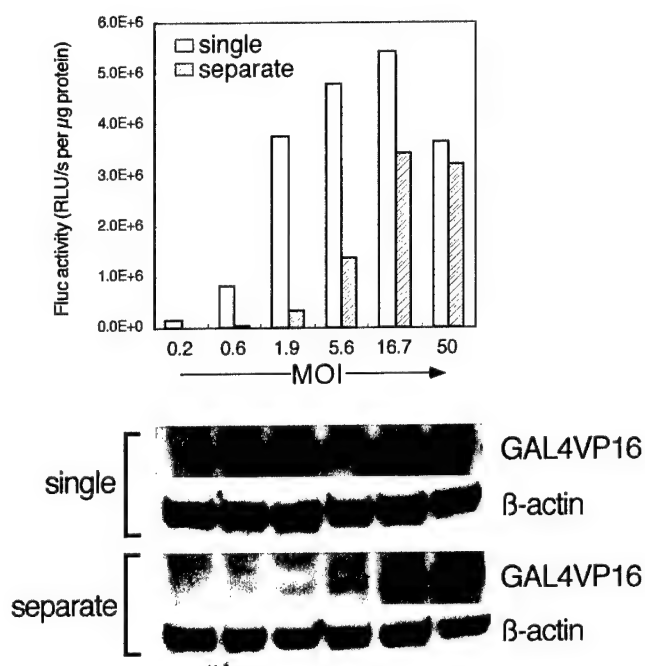 6.0E+6
5.0E+6
4.0E+6
3.0E+6
2.0E+6
1.0E+6
0.0E+0
Fluc activity (RLU/s per µg protein)
single
separate
0.2 0.6 1.9 5.6 16.7 50
MOI
single
GAL4VP16
ß-actin
separate
GAL4VP16
ß-actin